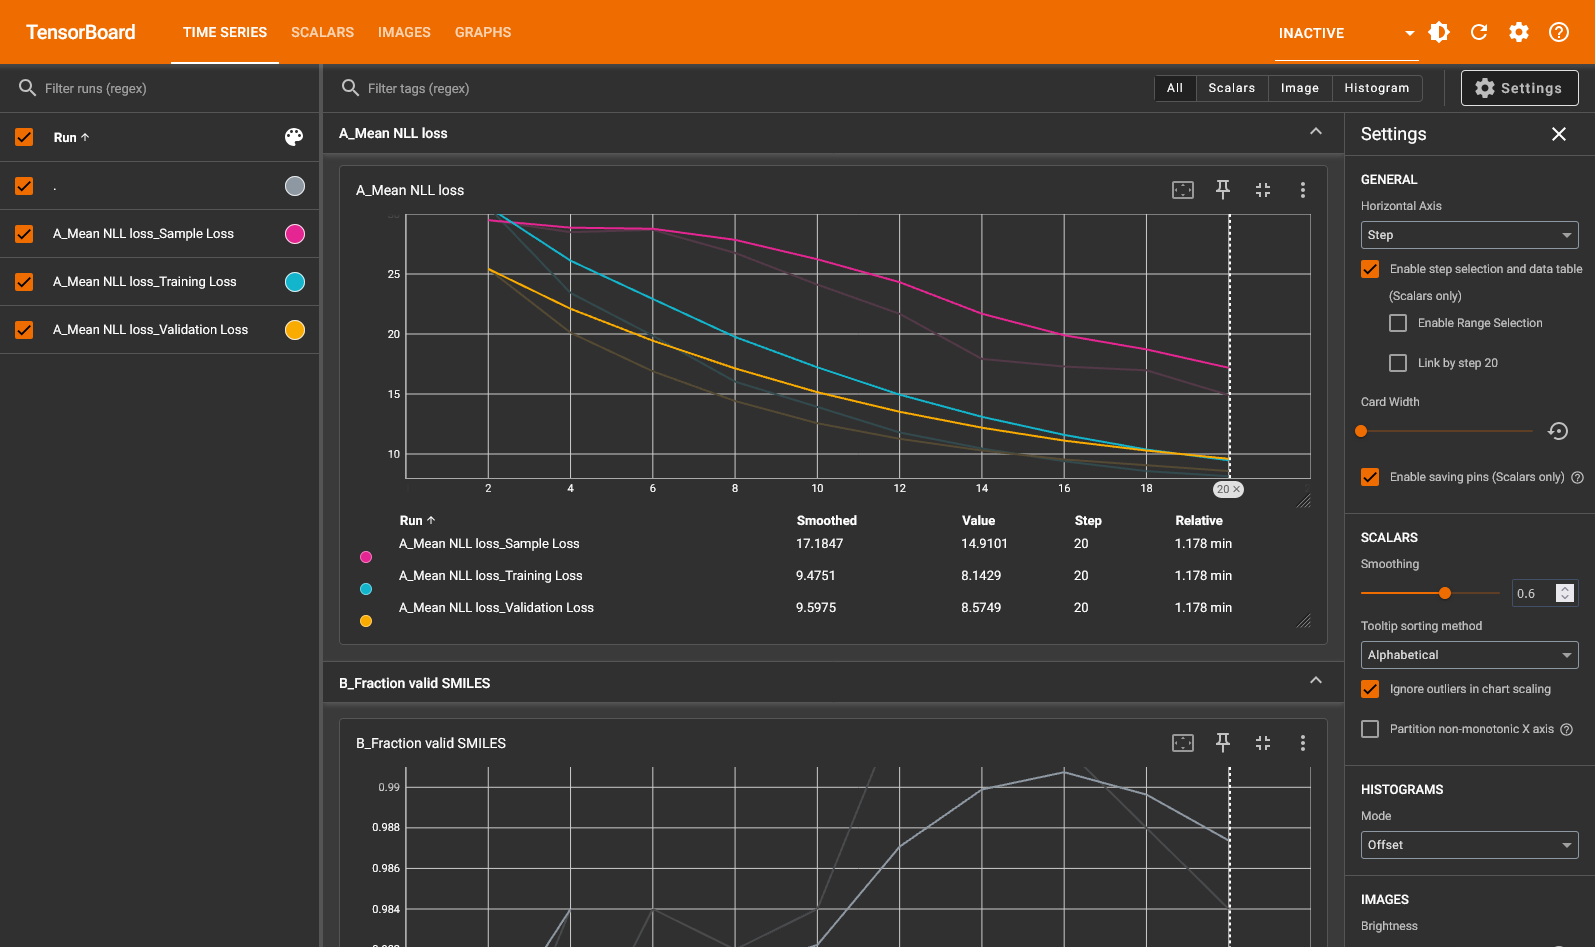 TensorBoard
TIME SERIES
SCALARS
IMAGES
GRAPHS
INACTIVE
Filter runs (regex)
Filter tags (regex)
All
Scalars
Image
Histogram
Settings
Run
.
A_Mean NLL loss_Sample Loss
A_Mean NLL loss_Training Loss
A_Mean NLL loss_Validation Loss
A_Mean NLL loss
A_Mean NLL loss
25
20
15
10
2 4 6 8 10 12 14 16 18 20
Run Smoothed Value Step Relative
A_Mean NLL loss_Sample Loss 17.1847 14.9101 20 1.178 min
A_Mean NLL loss_Training Loss 9.4751 8.1429 20 1.178 min
A_Mean NLL loss_Validation Loss 9.5975 8.5749 20 1.178 min
B_Fraction valid SMILES
B_Fraction valid SMILES
0.99
0.988
0.986
0.984
Settings
GENERAL
Horizontal Axis
Step
Enable step selection and data table
(Scalars only)
Enable Range Selection
Link by step 20
Card Width
Enable saving pins (Scalars only)
SCALARS
Smoothing
0.6
Tooltip sorting method
Alphabetical
Ignore outliers in chart scaling
Partition non-monotonic X axis
HISTOGRAMS
Mode
Offset
IMAGES
Brightness